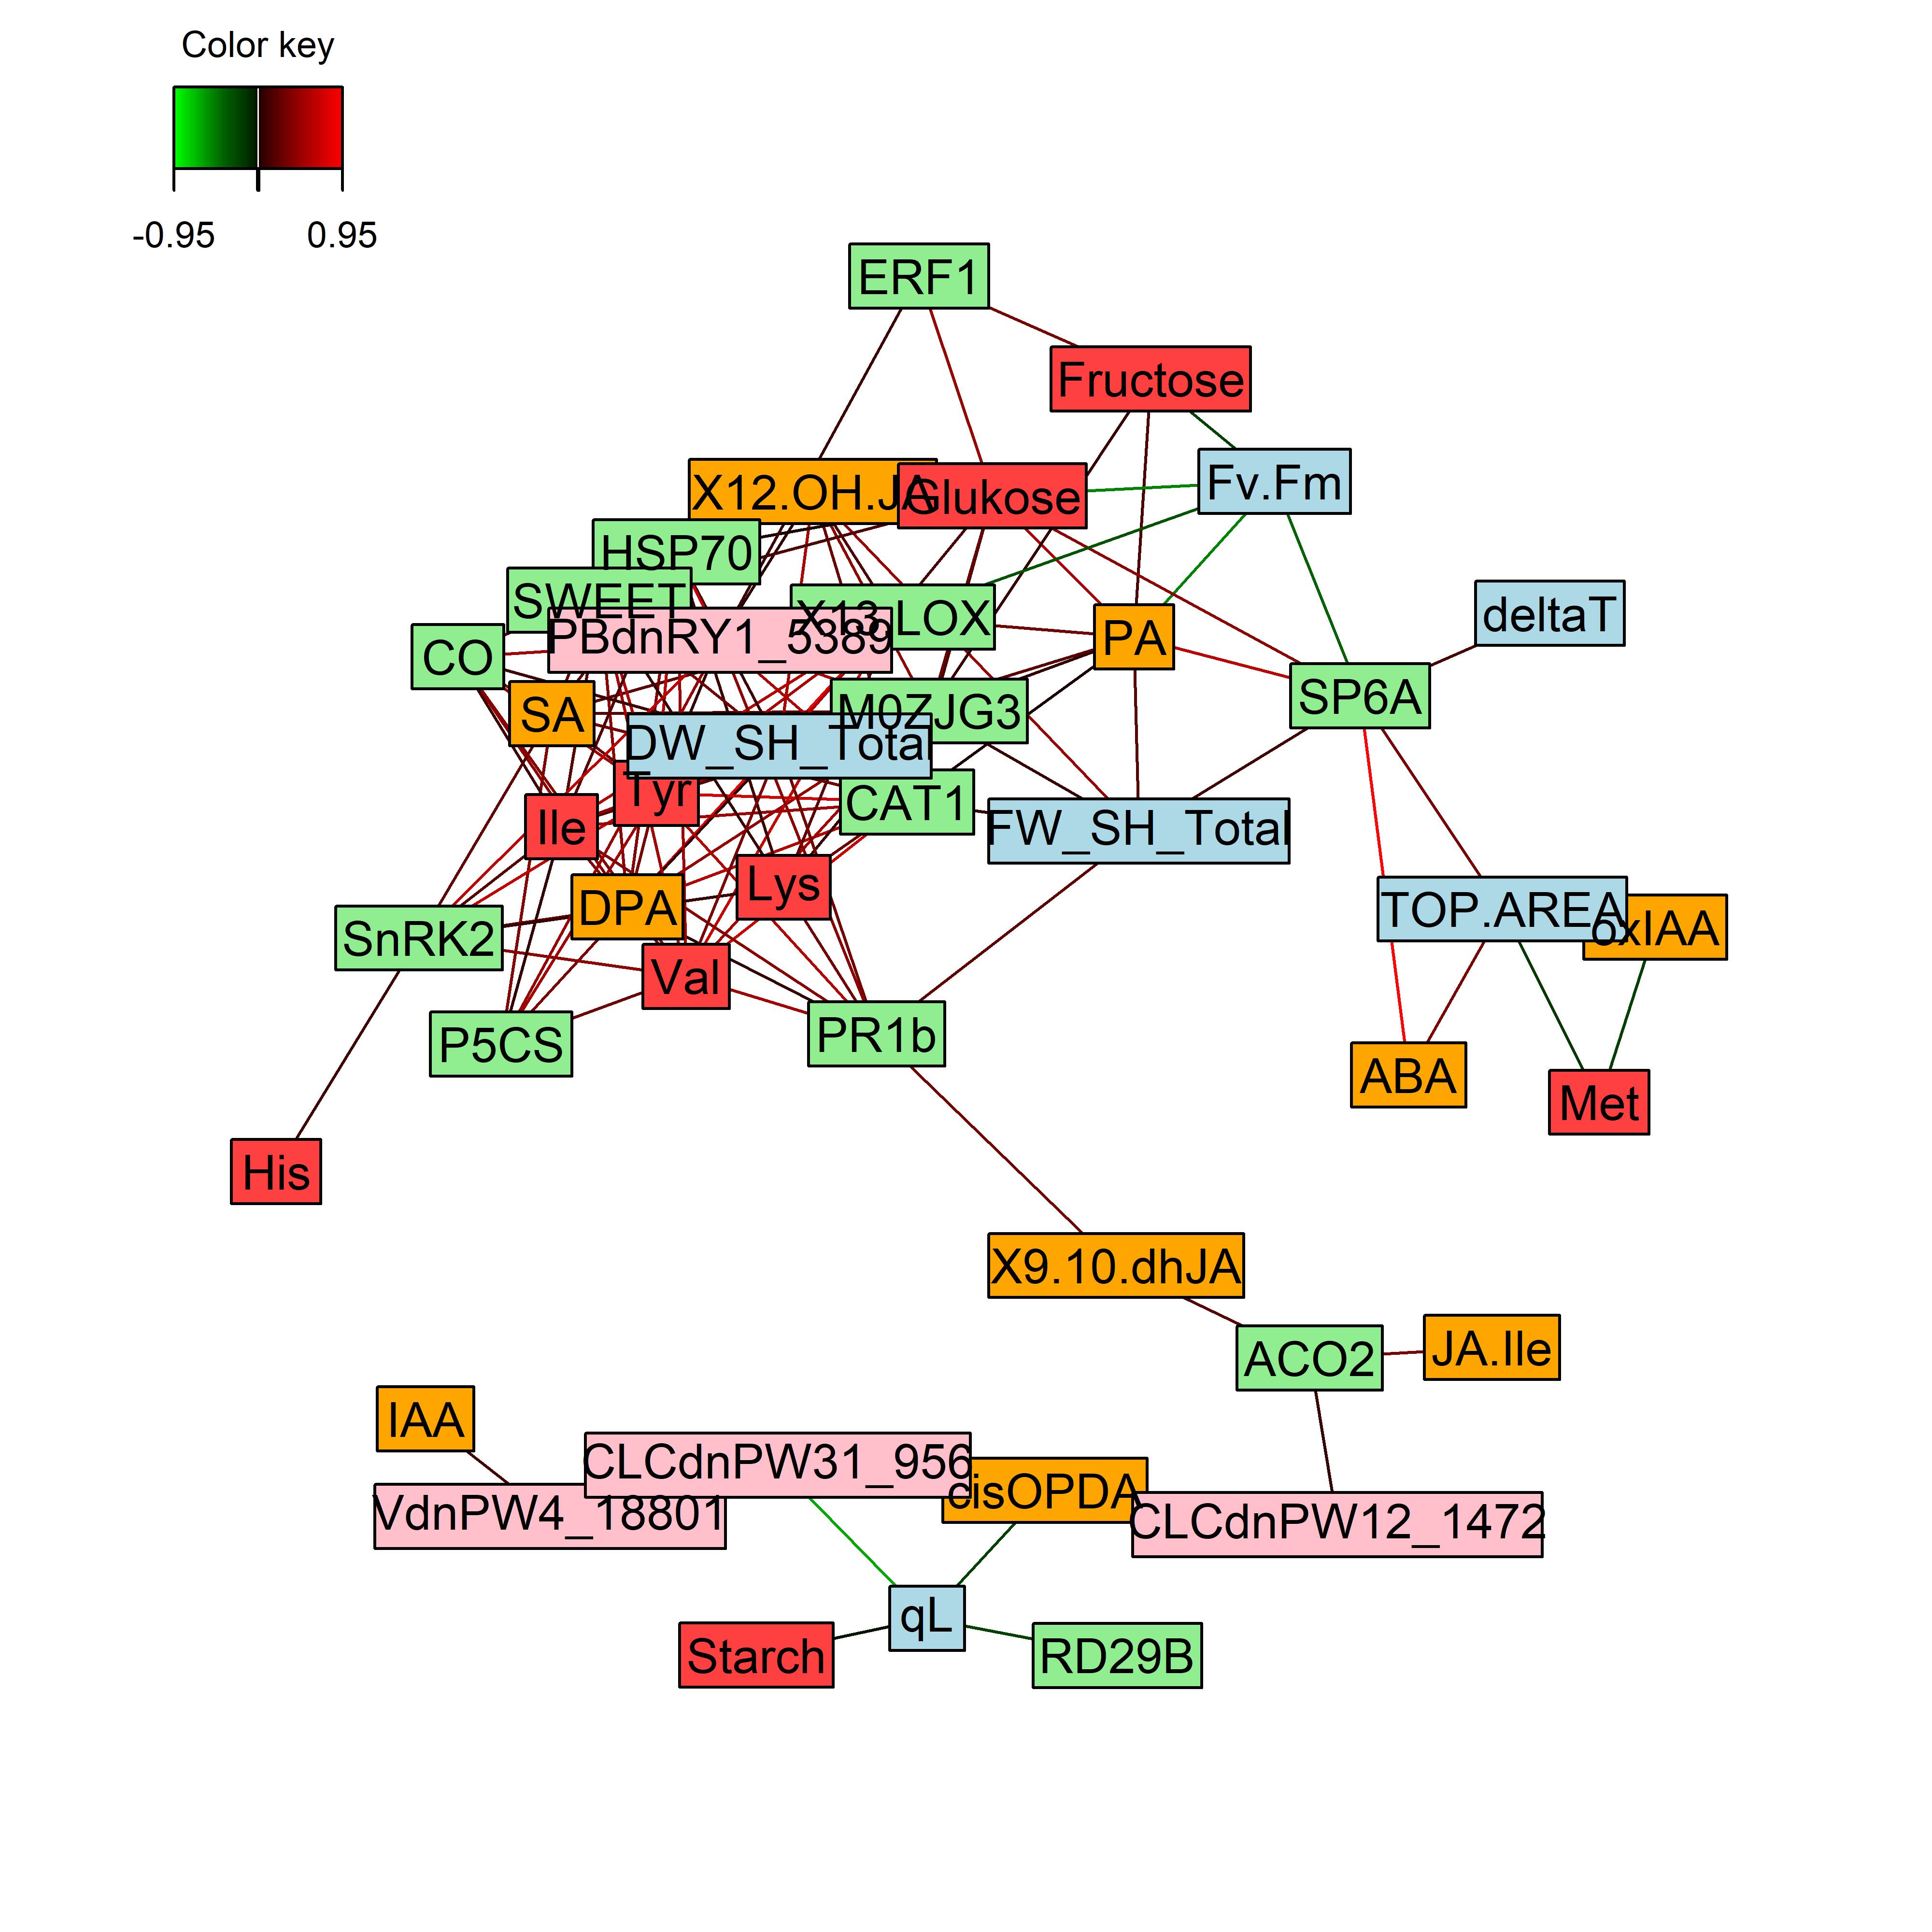 Color key
-0.95 0.95
ERF1
Fructose
Fv.Fm
X12.OH.JA
Glukose
HSP70
SWEET
deltaT
X13.LOX
PBdnRY1_5389
PA
CO
SP6A
SA
M0ZJG3
DW_SH_Total
Tyr
CAT1
Ile
FW_SH_Total
Lys
DPA
TOP.AREA
oxIAA
SnRK2
Val
PR1b
P5CS
ABA
Met
His
X9.10.dhJA
JA.Ile
ACO2
IAA
CLCdnPW31_956
cisOPDA
VdnPW4_18801
CLCdnPW12_1472
qL
Starch
RD29B